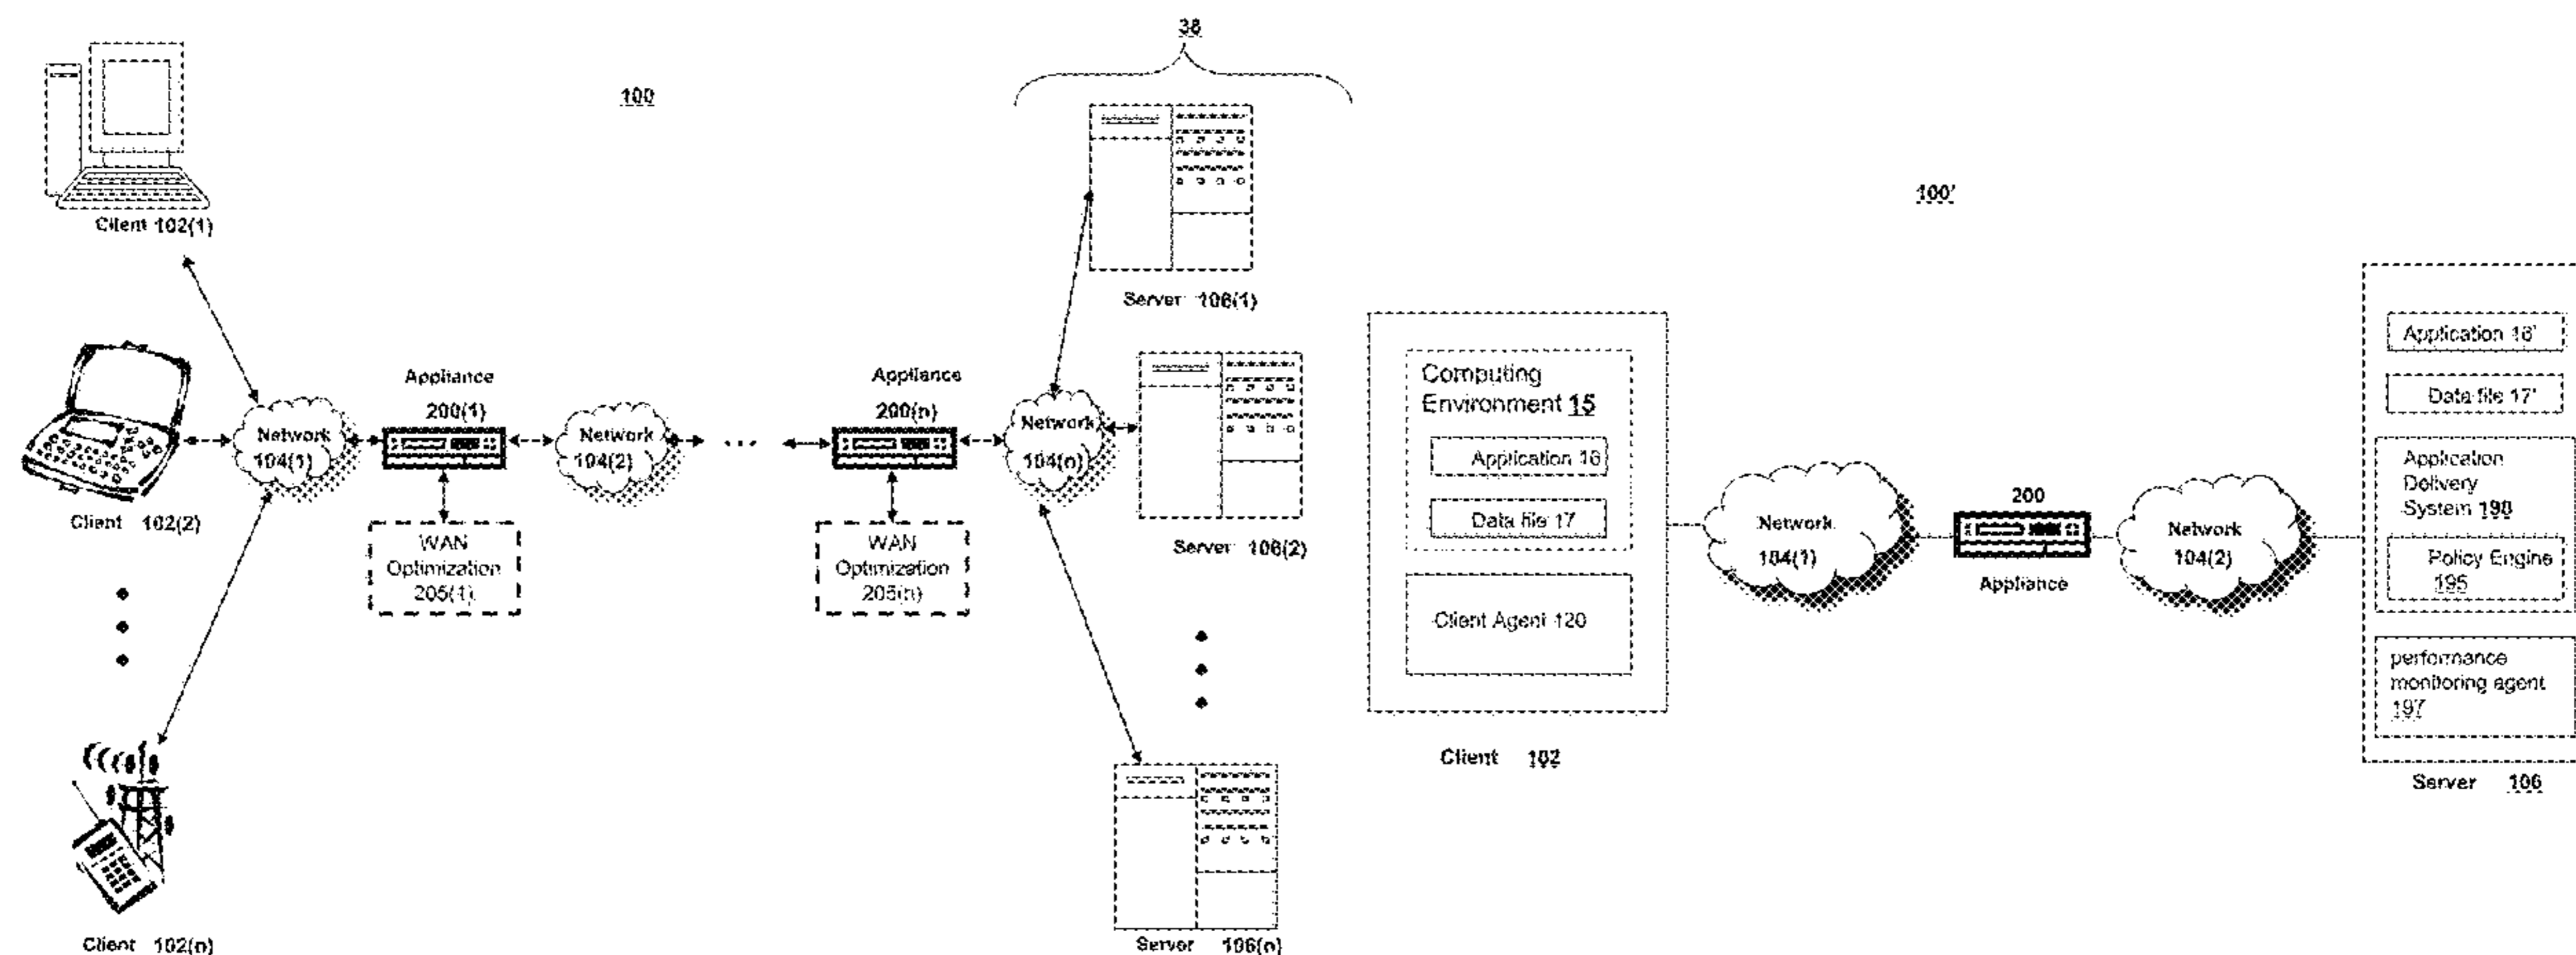 38
100
Client 102(1)
Server 106(1)
Appliance
200(1)
Network
104(1)
Network
104(2)
...
Appliance
200(n)
Network
104(n)
Client 102(2)
WAN
Optimization
205(1)
WAN
Optimization
205(n)
Server 106(2)
Client 102(n)
Server 106(n)
100'
Computing
Environment 15
Application 16
Data file 17
Client Agent 120
Client 102
Network
104(1)
200
Appliance
Network
104(2)
Application 16'
Data file 17'
Application
Delivery
System 190
Policy Engine
195
performance
monitoring agent
197
Server 106